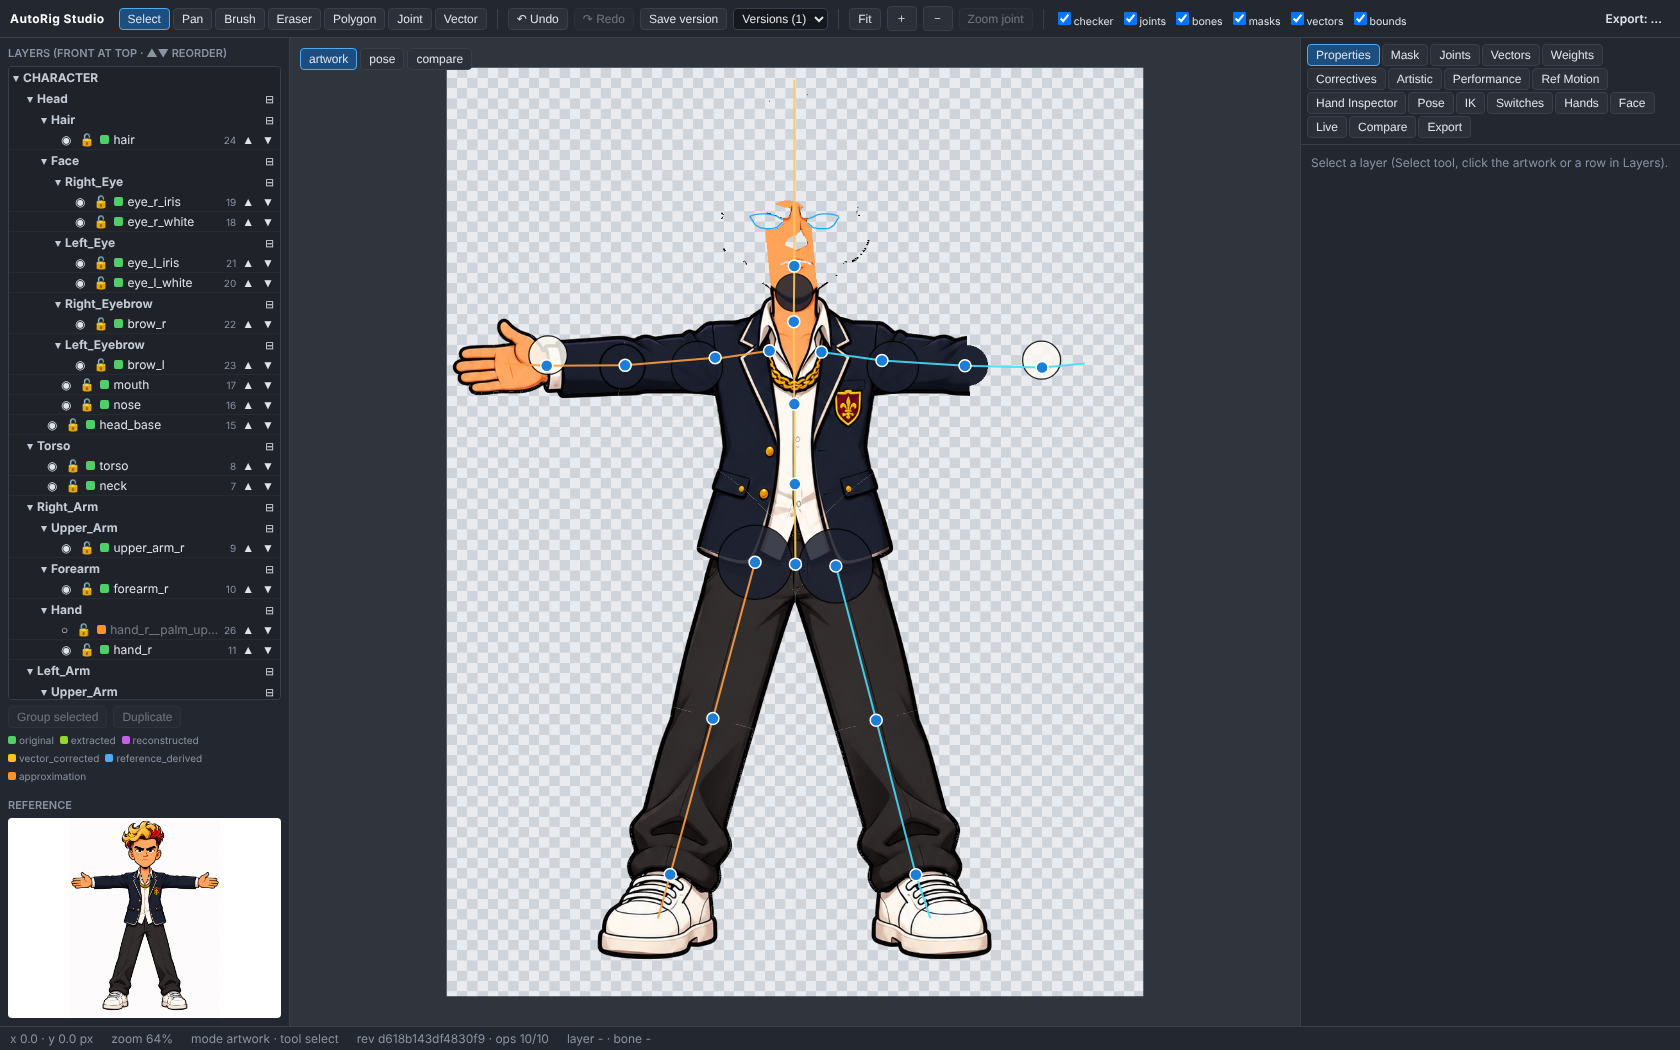 AutoRig Studio Select Pan Brush Eraser Polygon Joint Vector ↶ Undo ↷ Redo Save version Versions (1) Fit + − Zoom joint checker joints bones masks vectors bounds Export: ...
LAYERS (FRONT AT TOP · ▲▼ REORDER)
▾ CHARACTER
▾ Head
▾ Hair
hair 24 ▲ ▼
▾ Face
▾ Right_Eye
eye_r_iris 19 ▲ ▼
eye_r_white 18 ▲ ▼
▾ Left_Eye
eye_l_iris 21 ▲ ▼
eye_l_white 20 ▲ ▼
▾ Right_Eyebrow
brow_r 22 ▲ ▼
▾ Left_Eyebrow
brow_l 23 ▲ ▼
mouth 17 ▲ ▼
nose 16 ▲ ▼
head_base 15 ▲ ▼
▾ Torso
torso 8 ▲ ▼
neck 7 ▲ ▼
▾ Right_Arm
▾ Upper_Arm
upper_arm_r 9 ▲ ▼
▾ Forearm
forearm_r 10 ▲ ▼
▾ Hand
hand_r__palm_up... 26 ▲ ▼
hand_r 11 ▲ ▼
▾ Left_Arm
▾ Upper_Arm
Group selected Duplicate
original extracted reconstructed
vector_corrected reference_derived
approximation
REFERENCE
artwork pose compare
Properties Mask Joints Vectors Weights
Correctives Artistic Performance Ref Motion
Hand Inspector Pose IK Switches Hands Face
Live Compare Export
Select a layer (Select tool, click the artwork or a row in Layers).
x 0.0 · y 0.0 px zoom 64% mode artwork · tool select rev d618b143df4830f9 · ops 10/10 layer - · bone -